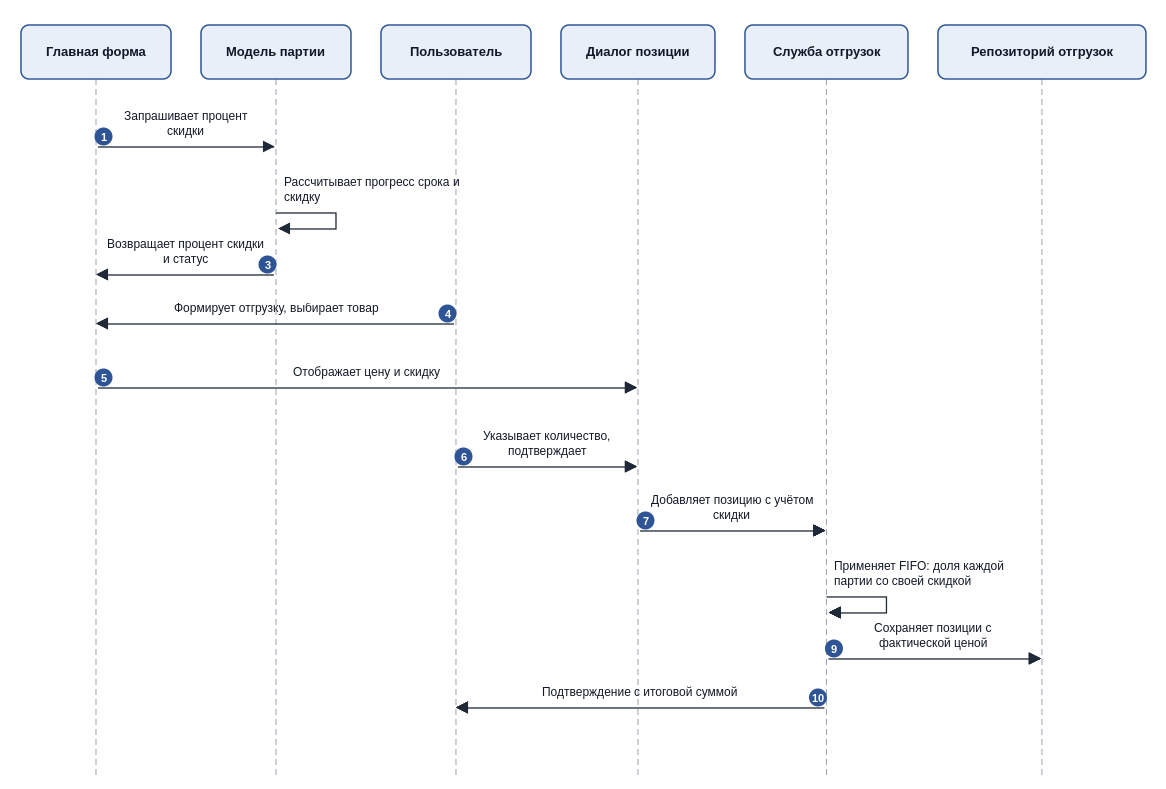 Главная форма
Модель партии
Пользователь
Диалог позиции
Служба отгрузок
Репозиторий отгрузок
Запрашивает процент
скидки
1
Рассчитывает прогресс срока и
скидку
Возвращает процент скидки
и статус
3
Формирует отгрузку, выбирает товар
4
Отображает цену и скидку
5
Указывает количество,
подтверждает
6
Добавляет позицию с учётом
скидки
7
Применяет FIFO: доля каждой
партии со своей скидкой
Сохраняет позиции с
фактической ценой
9
Подтверждение с итоговой суммой
10